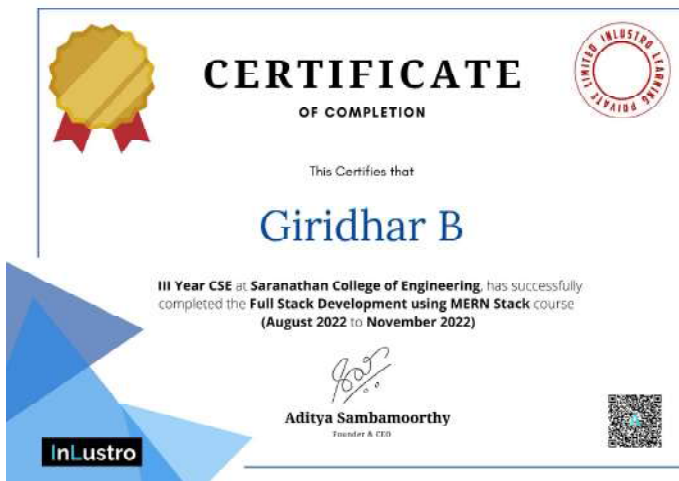 CERTIFICATE
OF COMPLETION
INLUSTRO LEARNING PRIVATE LIMITED
This Certifies that
Giridhar B
III Year CSE at Saranathan College of Engineering, has successfully
completed the Full Stack Development using MERN Stack course
(August 2022 to November 2022)
Aditya Sambamoorthy
Founder & CEO
InLustro